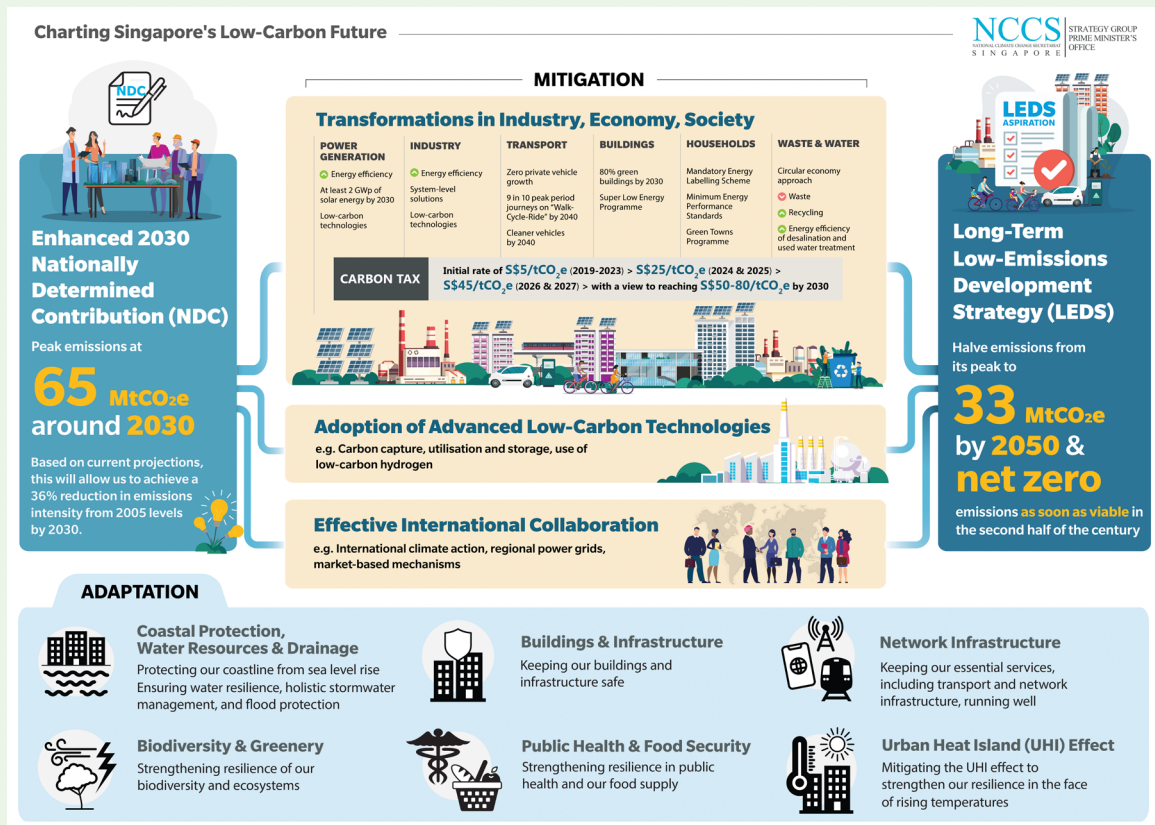 Charting Singapore's Low-Carbon Future
NCCS
NATIONAL CLIMATE CHANGE SECRETARIAT
SINGAPORE
STRATEGY GROUP
PRIME MINISTER'S
OFFICE
NDC
Enhanced 2030
Nationally
Determined
Contribution (NDC)
Peak emissions at
65 MtCO₂e
around 2030
Based on current projections,
this will allow us to achieve a
36% reduction in emissions
intensity from 2005 levels
by 2030.
MITIGATION
Transformations in Industry, Economy, Society
POWER
GENERATION
Energy efficiency
At least 2 GWp of
solar energy by 2030
Low-carbon
technologies
INDUSTRY
Energy efficiency
System-level
solutions
Low-carbon
technologies
TRANSPORT
Zero private vehicle
growth
9 in 10 peak period
journeys on "Walk-
Cycle-Ride" by 2040
Cleaner vehicles
by 2040
BUILDINGS
80% green
buildings by 2030
Super Low Energy
Programme
HOUSEHOLDS
Mandatory Energy
Labelling Scheme
Minimum Energy
Performance
Standards
Green Towns
Programme
WASTE & WATER
Circular economy
approach
Waste
Recycling
Energy efficiency
of desalination and
used water treatment
CARBON TAX
Initial rate of S$5/tCO₂e (2019-2023) > S$25/tCO₂e (2024 & 2025) >
S$45/tCO₂e (2026 & 2027) > with a view to reaching S$50-80/tCO₂e by 2030
Adoption of Advanced Low-Carbon Technologies
e.g. Carbon capture, utilisation and storage, use of
low-carbon hydrogen
Effective International Collaboration
e.g. International climate action, regional power grids,
market-based mechanisms
LEDS
ASPIRATION
Long-Term
Low-Emissions
Development
Strategy (LEDS)
Halve emissions from
its peak to
33 MtCO₂e
by 2050 &
net zero
emissions as soon as viable in
the second half of the century
ADAPTATION
Coastal Protection,
Water Resources & Drainage
Protecting our coastline from sea level rise
Ensuring water resilience, holistic stormwater
management, and flood protection
Buildings & Infrastructure
Keeping our buildings and
infrastructure safe
Network Infrastructure
Keeping our essential services,
including transport and network
infrastructure, running well
Biodiversity & Greenery
Strengthening resilience of our
biodiversity and ecosystems
Public Health & Food Security
Strengthening resilience in public
health and our food supply
Urban Heat Island (UHI) Effect
Mitigating the UHI effect to
strengthen our resilience in the face
of rising temperatures